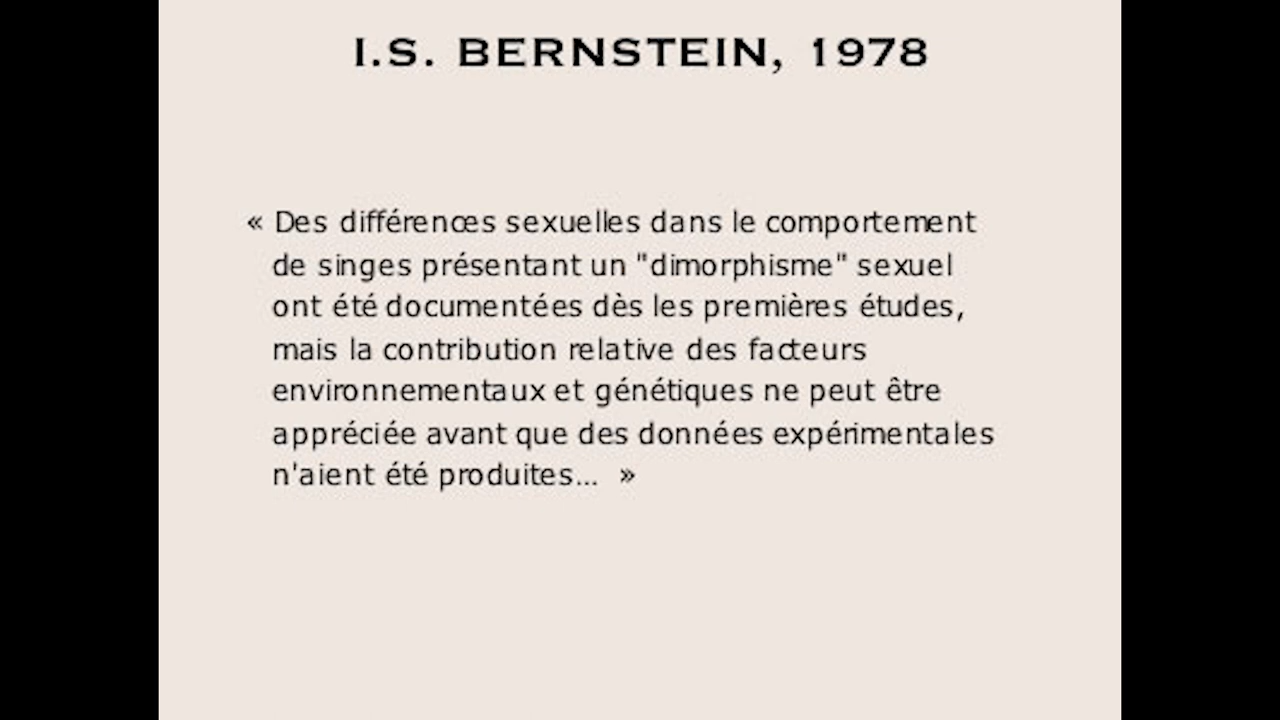 I.S. BERNSTEIN, 1978
« Des différences sexuelles dans le comportement
de singes présentant un "dimorphisme" sexuel
ont été documentées dès les premières études,
mais la contribution relative des facteurs
environnementaux et génétiques ne peut être
appréciée avant que des données expérimentales
n'aient été produites... »